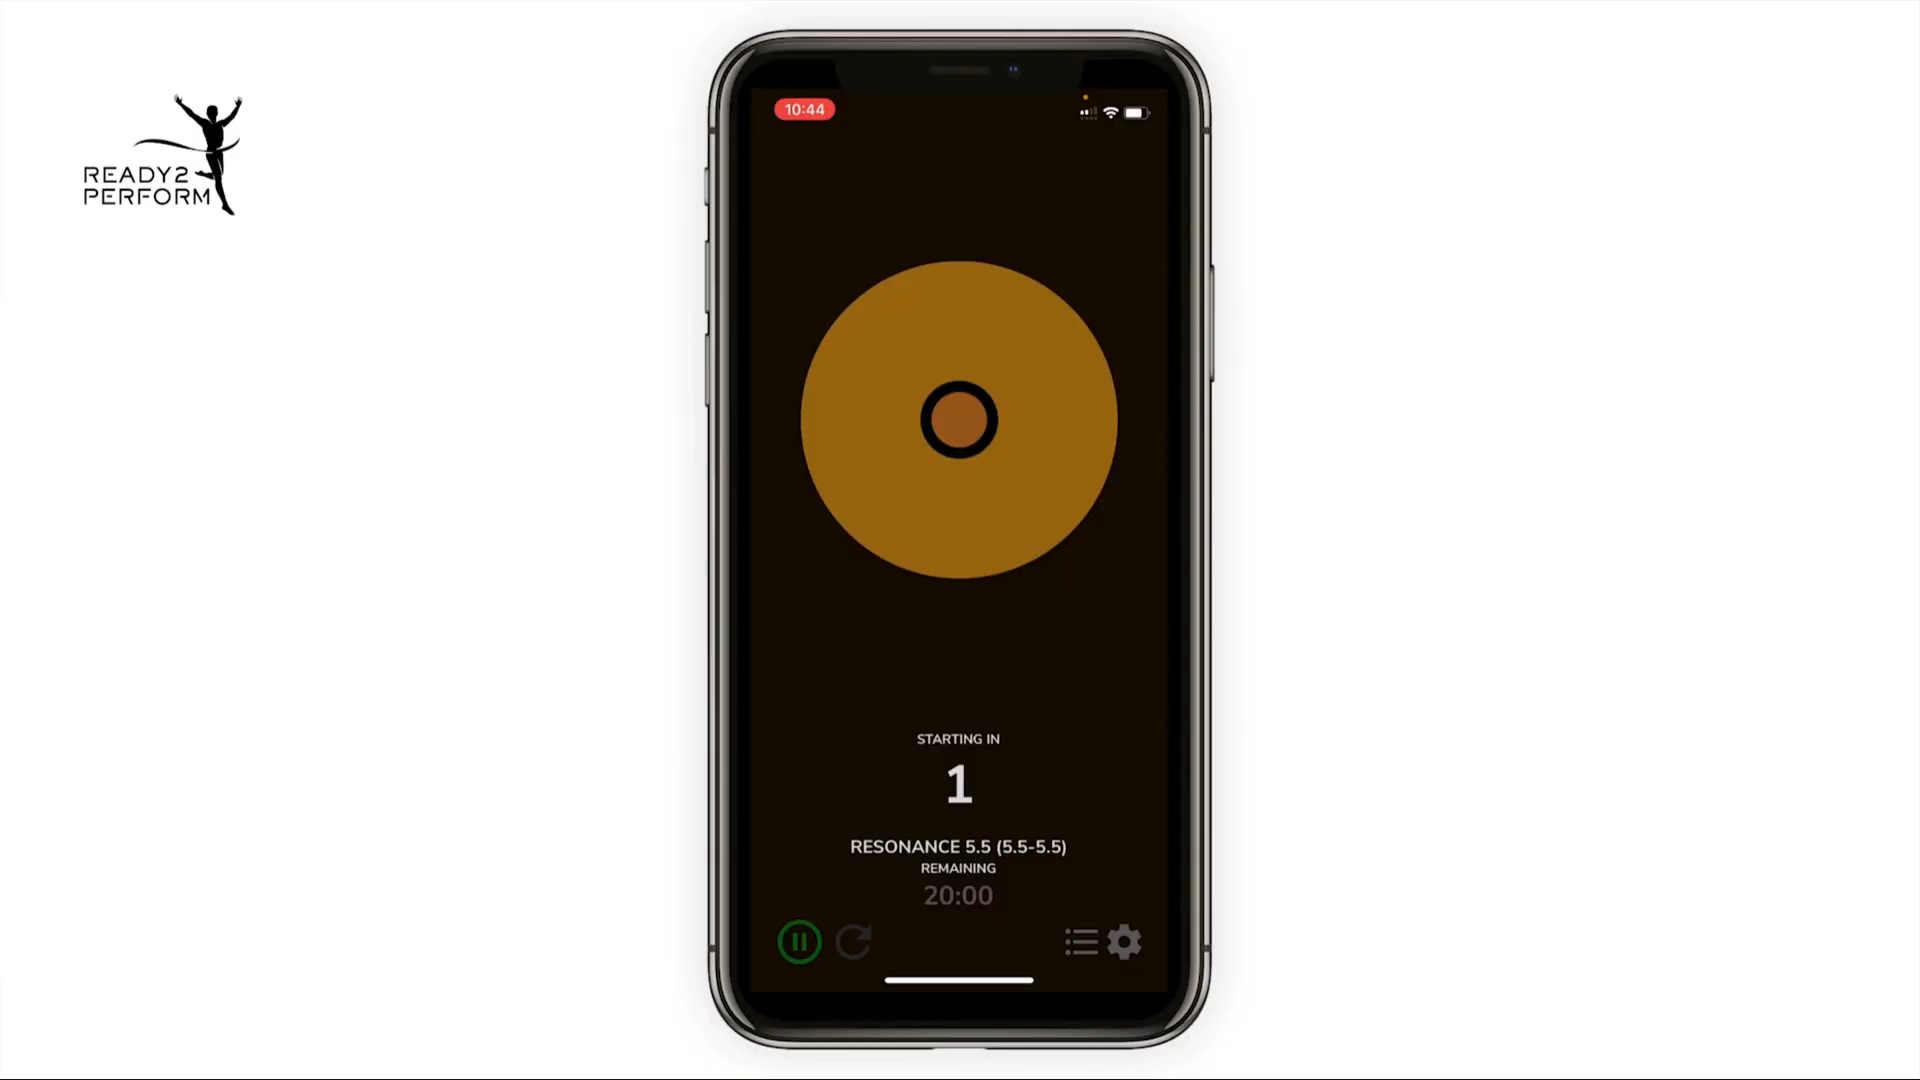 READY2
PERFORM
10:44
STARTING IN
1
RESONANCE 5.5 (5.5-5.5)
REMAINING
20:00